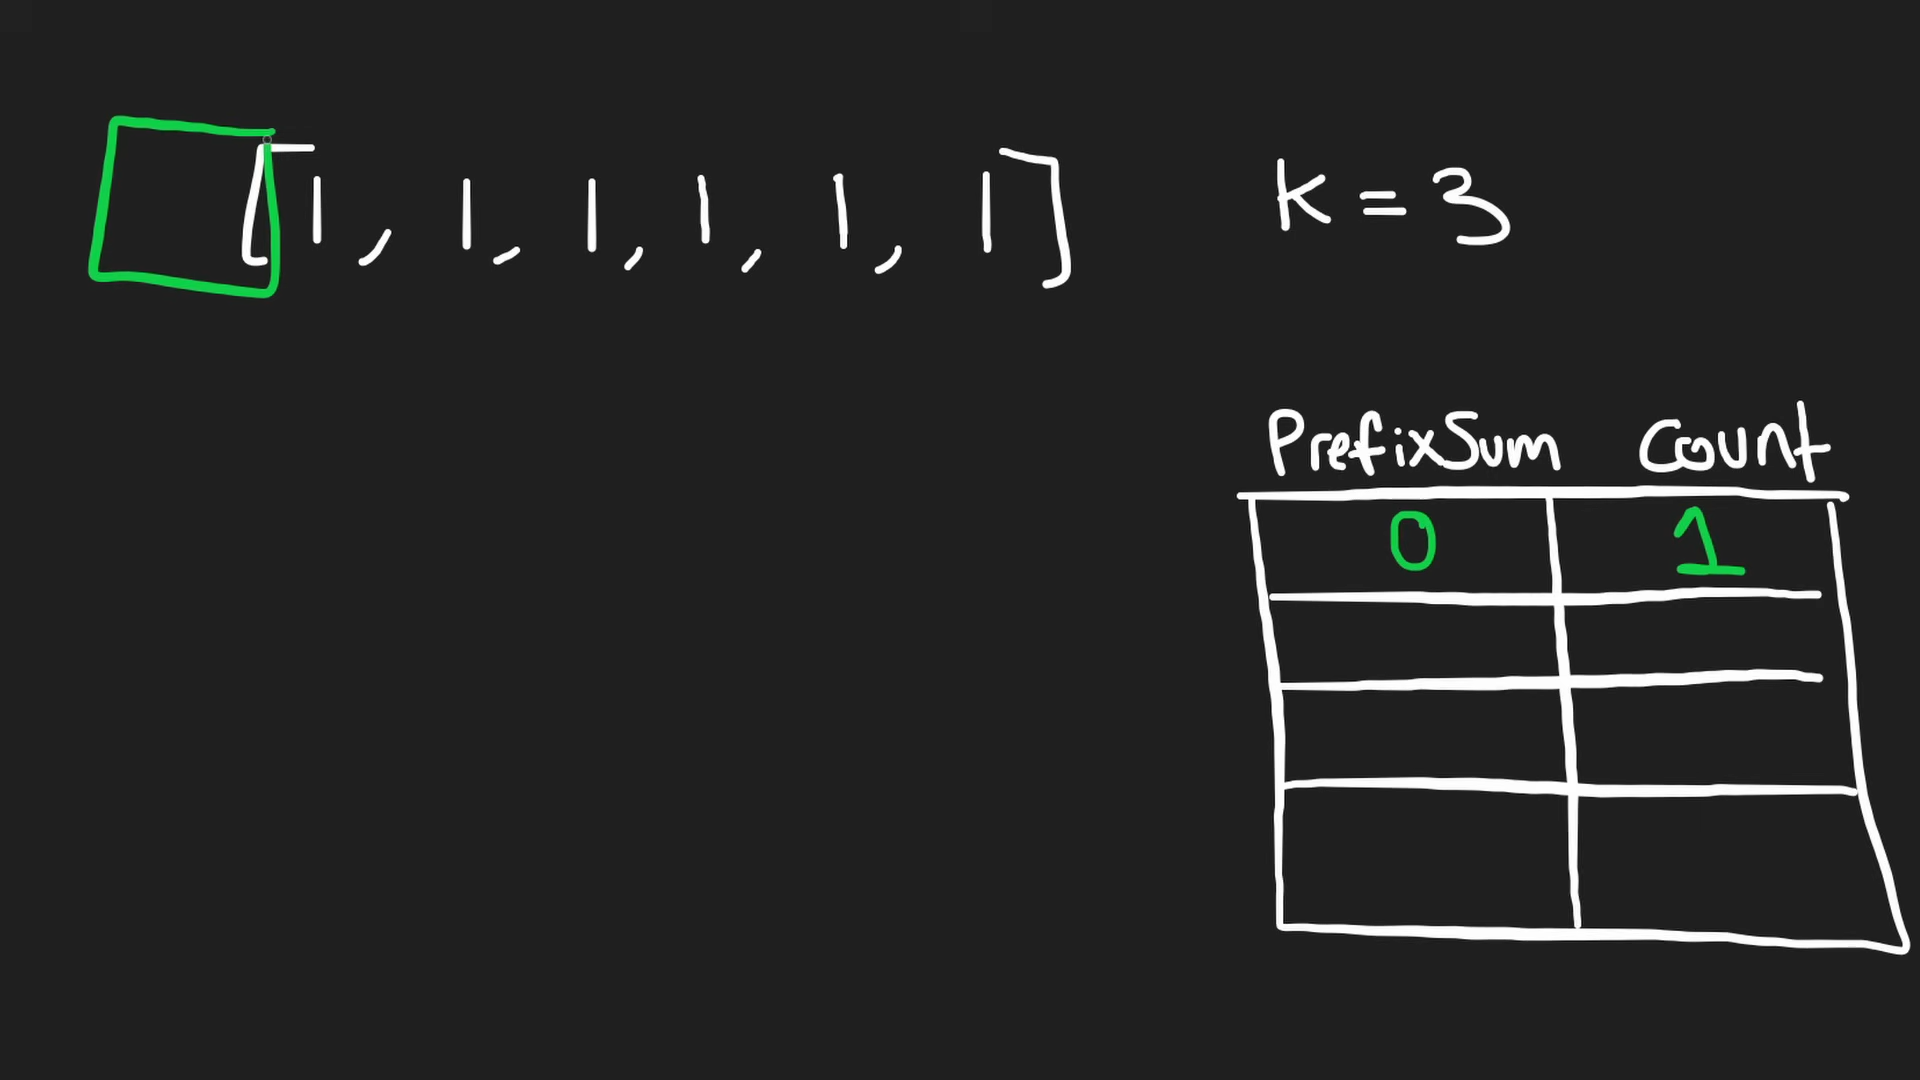 [1, 1, 1, 1, 1, 1] k = 3
PrefixSum Count
0 1